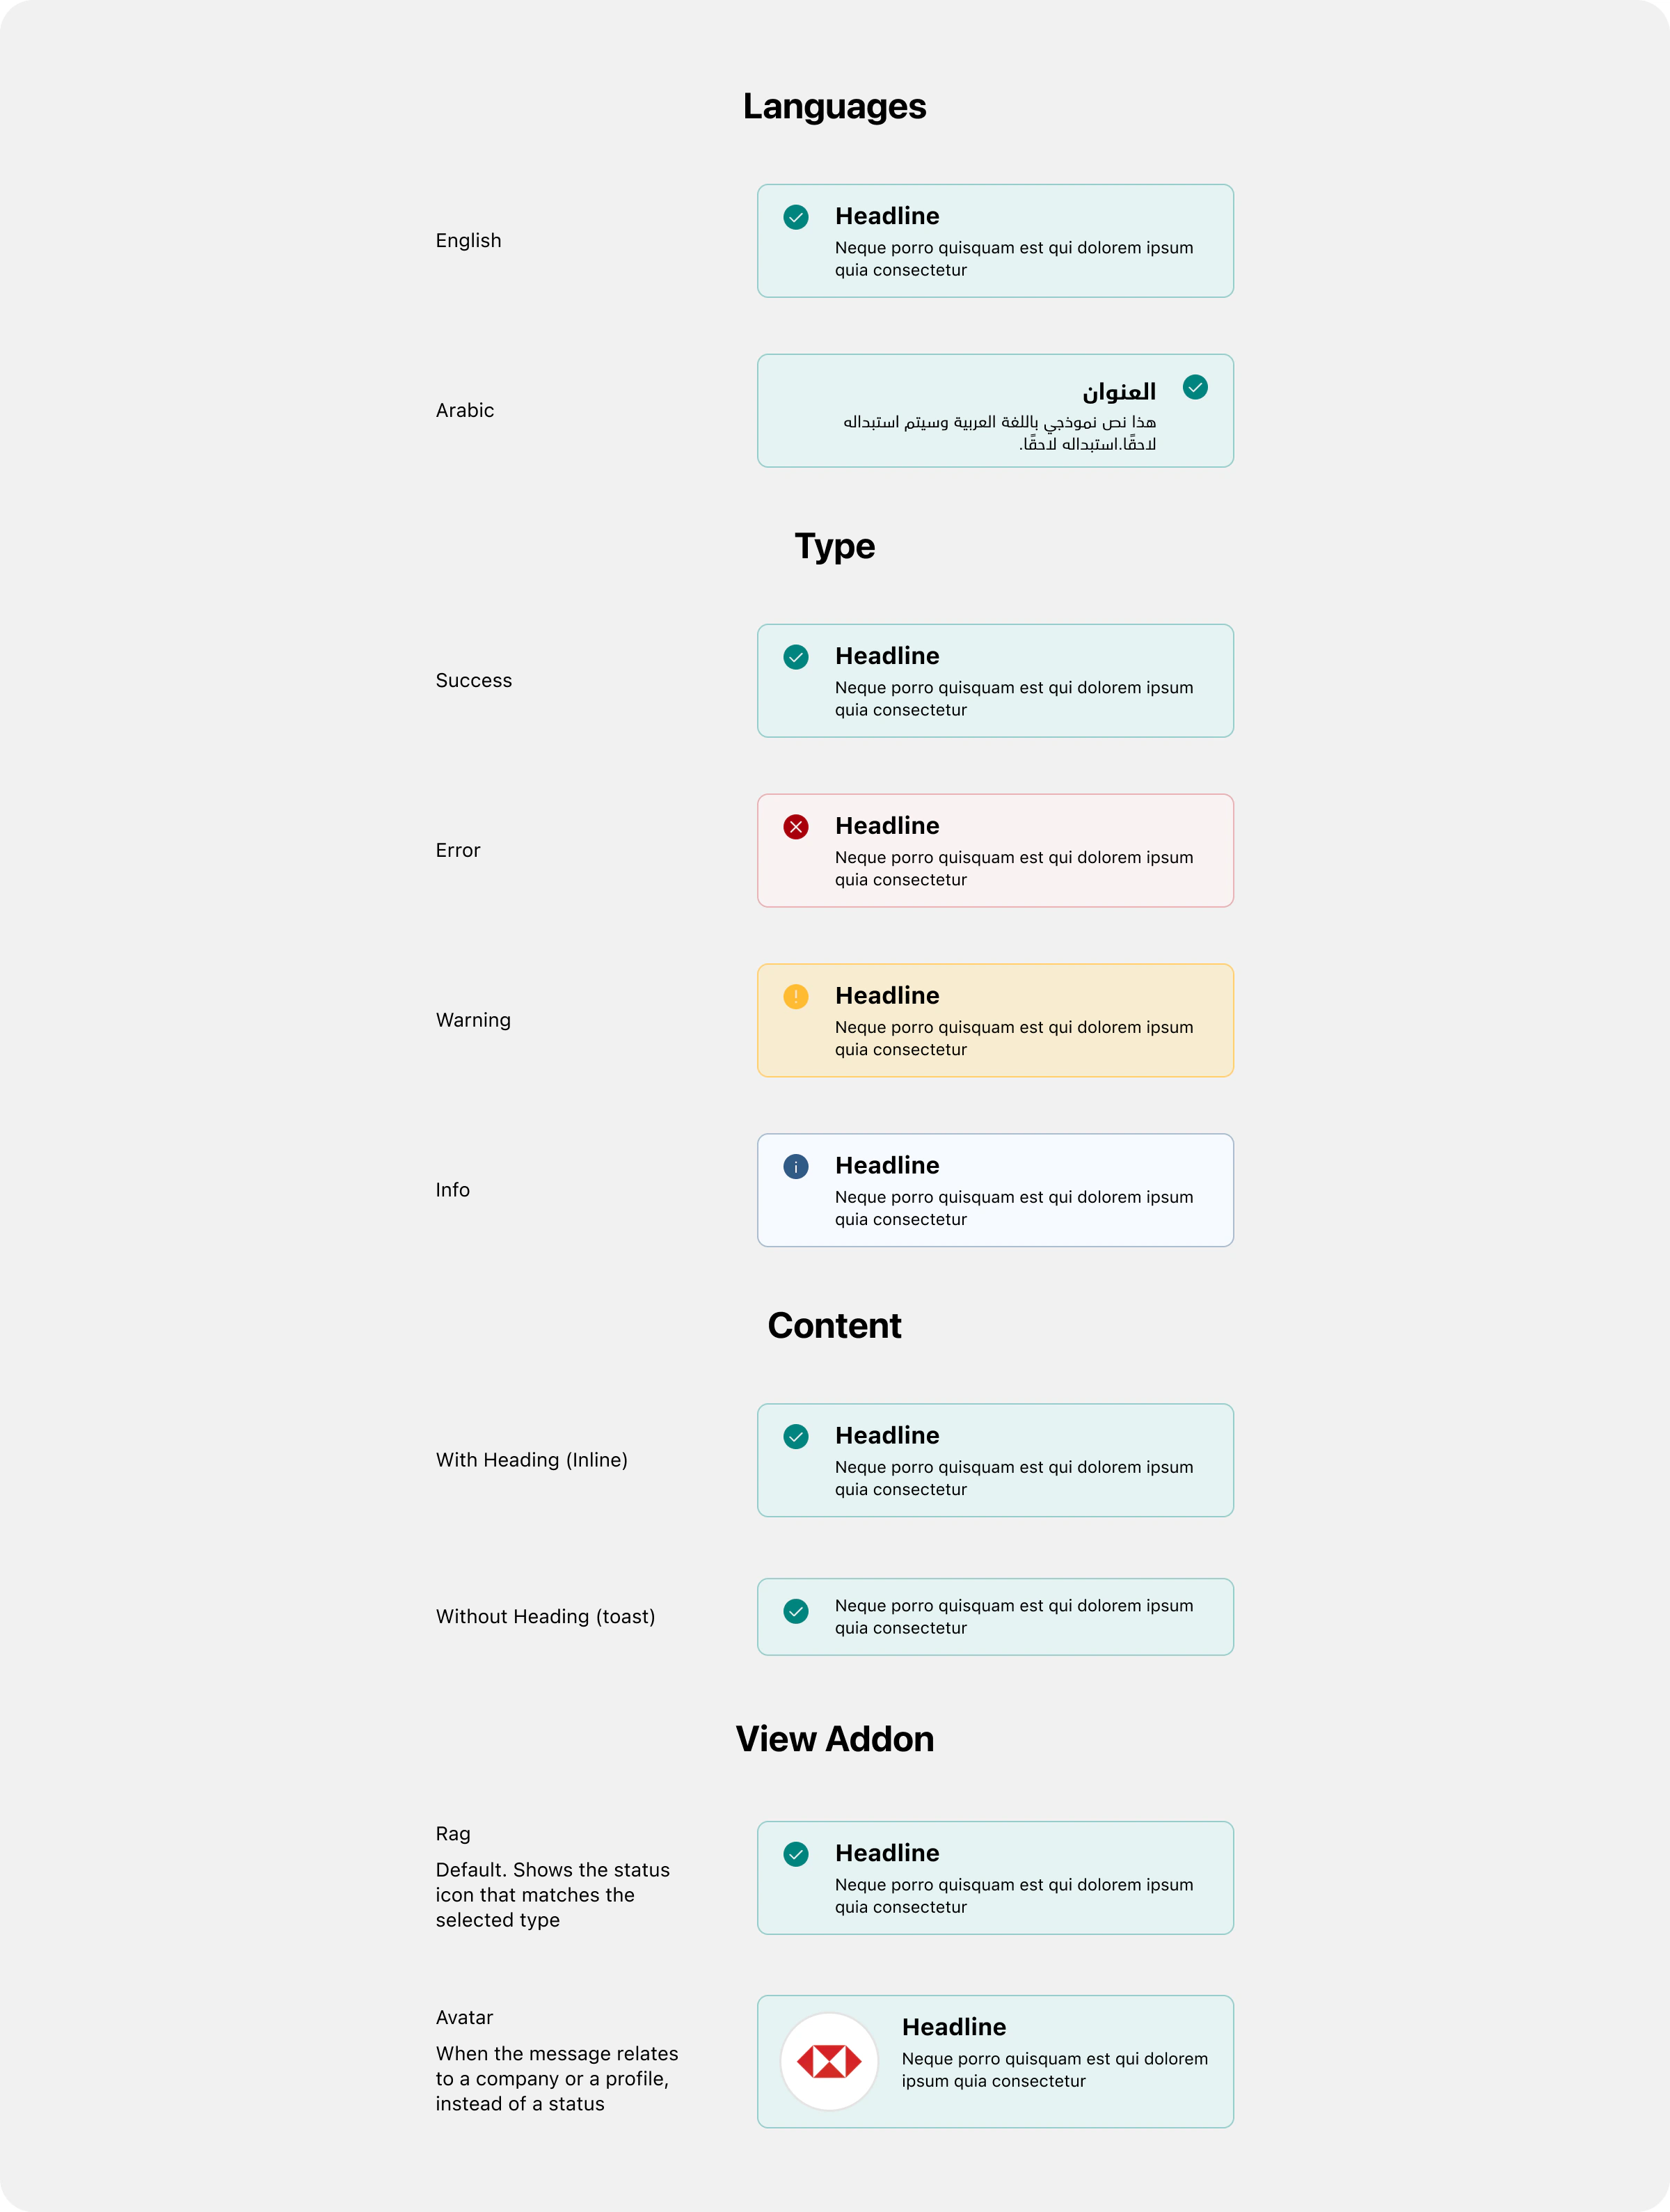 Languages
English
Headline
Neque porro quisquam est qui dolorem ipsum
quia consectetur
Arabic
العنوان
هذا نص نموذجي باللغة العربية وسيتم استبداله
لاحقًا.استبداله لاحقًا.
Type
Success
Headline
Neque porro quisquam est qui dolorem ipsum
quia consectetur
Error
Headline
Neque porro quisquam est qui dolorem ipsum
quia consectetur
Warning
Headline
Neque porro quisquam est qui dolorem ipsum
quia consectetur
Info
Headline
Neque porro quisquam est qui dolorem ipsum
quia consectetur
Content
With Heading (Inline)
Headline
Neque porro quisquam est qui dolorem ipsum
quia consectetur
Without Heading (toast)
Neque porro quisquam est qui dolorem ipsum
quia consectetur
View Addon
Rag
Default. Shows the status
icon that matches the
selected type
Headline
Neque porro quisquam est qui dolorem ipsum
quia consectetur
Avatar
When the message relates
to a company or a profile,
instead of a status
Headline
Neque porro quisquam est qui dolorem
ipsum quia consectetur